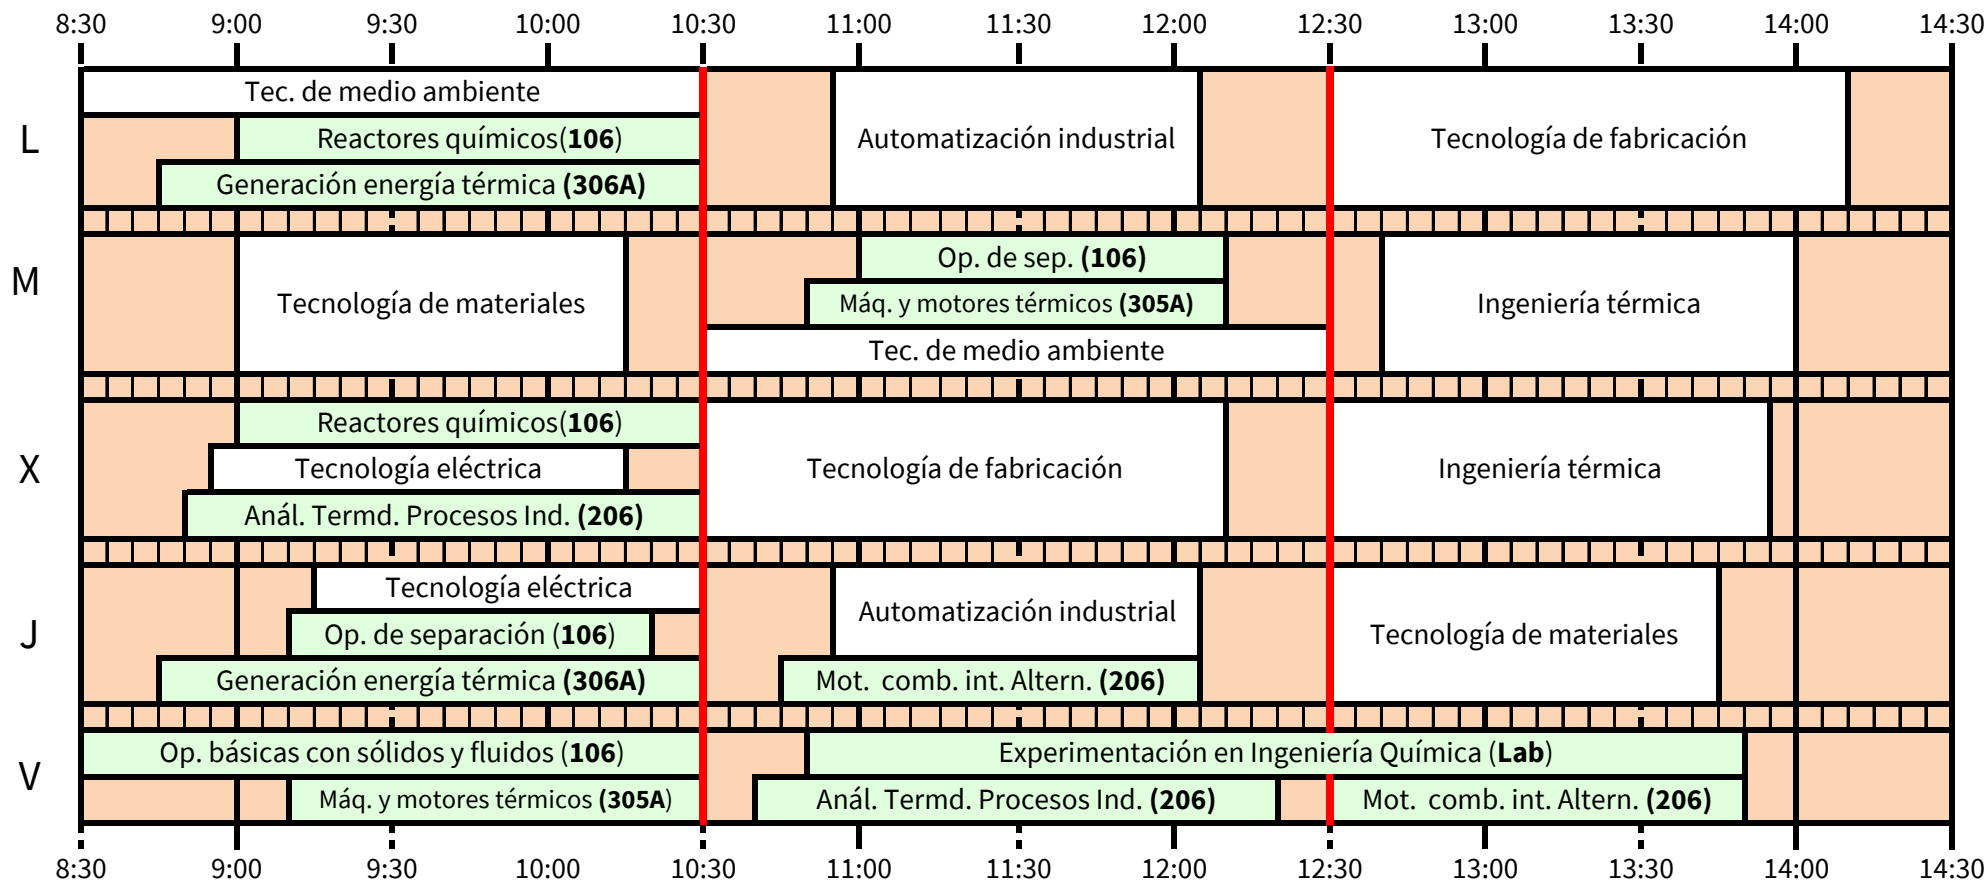 8:30 9:00 9:30 10:00 10:30 11:00 11:30 12:00 12:30 13:00 13:30 14:00 14:30
L
Tec. de medio ambiente
Reactores químicos(106)
Generación energía térmica (306A)
Automatización industrial
Tecnología de fabricación
M
Tecnología de materiales
Op. de sep. (106)
Máq. y motores térmicos (305A)
Tec. de medio ambiente
Ingeniería térmica
X
Reactores químicos(106)
Tecnología eléctrica
Anál. Termd. Procesos Ind. (206)
Tecnología de fabricación
Ingeniería térmica
J
Tecnología eléctrica
Op. de separación (106)
Generación energía térmica (306A)
Automatización industrial
Mot. comb. int. Altern. (206)
Tecnología de materiales
V
Op. básicas con sólidos y fluidos (106)
Máq. y motores térmicos (305A)
Experimentación en Ingeniería Química (Lab)
Anál. Termd. Procesos Ind. (206)
Mot. comb. int. Altern. (206)
8:30 9:00 9:30 10:00 10:30 11:00 11:30 12:00 12:30 13:00 13:30 14:00 14:30